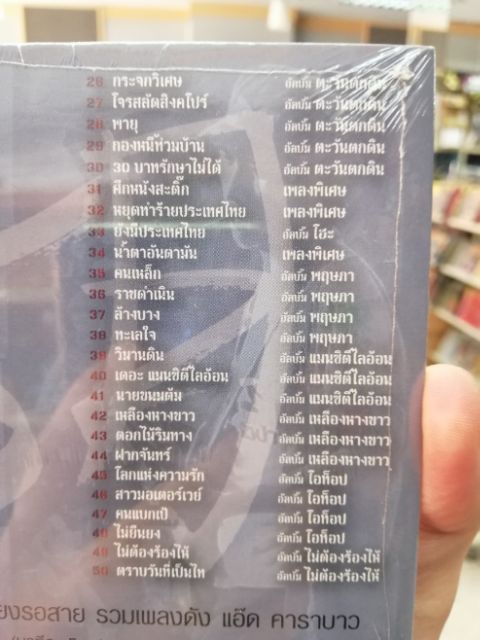 26 กระจกวิเศษ อัลบั้ม ตะวันตกดิน
27 โจรสลัดสิงคโปร์ อัลบั้ม ตะวันตกดิน
28 พายุ อัลบั้ม ตะวันตกดิน
29 กองหนี้ท่วมบ้าน อัลบั้ม ตะวันตกดิน
30 30 บาทรักษาไม่ได้ อัลบั้ม ตะวันตกดิน
31 ศึกหนังสะติ๊ก เพลงพิเศษ
32 หยุดทำร้ายประเทศไทย เพลงพิเศษ
33 ยังมีประเทศไทย อัลบั้ม โฮะ
34 น้ำตาอันดามัน เพลงพิเศษ
35 คนเหล็ก อัลบั้ม พฤษภา
36 ราชดำเนิน อัลบั้ม พฤษภา
37 ล้างบาง อัลบั้ม พฤษภา
38 ทะเลใจ อัลบั้ม พฤษภา
39 วิมานดิน อัลบั้ม แมนซิตีไลอ้อน
40 เดอะ แมนซิตีไลอ้อน อัลบั้ม แมนซิตีไลอ้อน
41 นายขนมต้ม อัลบั้ม แมนซิตีไลอ้อน
42 เหลืองหางขาว อัลบั้ม เหลืองหางขาว
43 ดอกไม้ริมทาง อัลบั้ม เหลืองหางขาว
44 ฝากจันทร์ อัลบั้ม เหลืองหางขาว
45 โลกแห่งความรัก อัลบั้ม โอท็อป
46 สาวมอเตอร์เวย์ อัลบั้ม โอท็อป
47 คนแบกเป้ อัลบั้ม โอท็อป
48 ไม้ยืนยง อัลบั้ม โอท็อป
49 ไม่ต้องร้องไห้ อัลบั้ม ไม่ต้องร้องไห้
50 ตราบวันที่เป็นไท อัลบั้ม ไม่ต้องร้องไห้
ยงรอสาย รวมเพลงดัง แอ๊ด คาราบาว